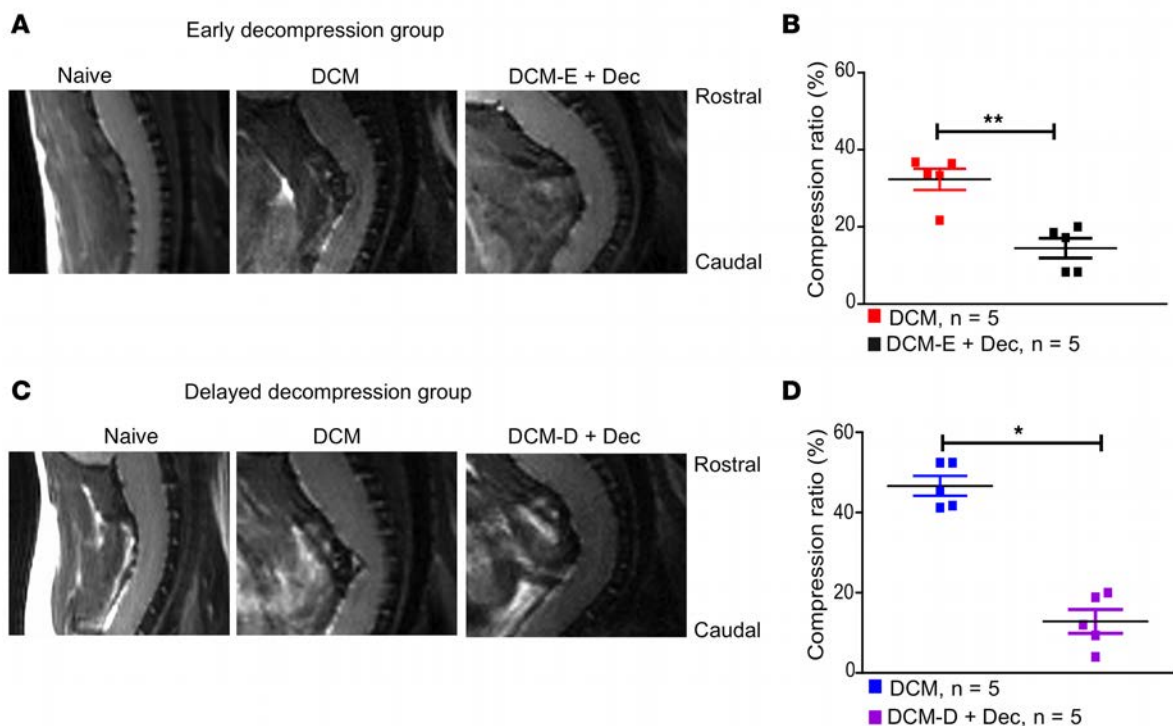 A
Early decompression group
Naive
DCM
DCM-E + Dec
Rostral
Caudal
B
Compression ratio (%)
60
40
20
0
**
DCM, n = 5
DCM-E + Dec, n = 5
C
Delayed decompression group
Naive
DCM
DCM-D + Dec
Rostral
Caudal
D
Compression ratio (%)
60
40
20
0
*
DCM, n = 5
DCM-D + Dec, n = 5